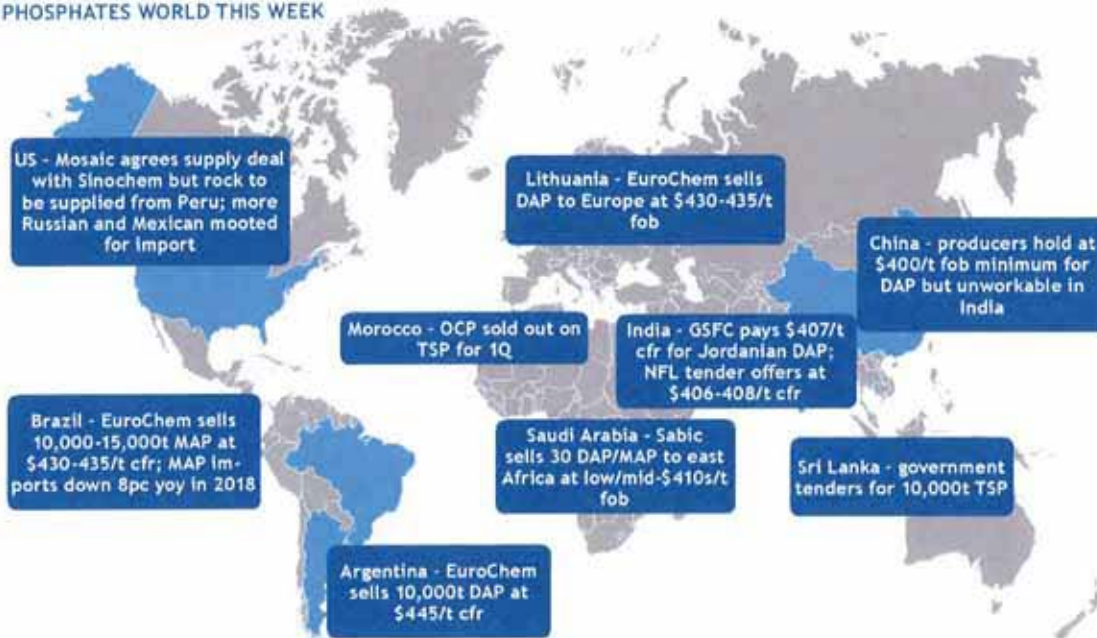 PHOSPHATES WORLD THIS WEEK
US - Mosaic agrees supply deal
with Sinochem but rock to
be supplied from Peru; more
Russian and Mexican mooted
for import
Lithuania - EuroChem sells
DAP to Europe at $430-435/t
fob
China - producers hold at
$400/t fob minimum for
DAP but unworkable in
India
Morocco - OCP sold out on
TSP for 1Q
India - GSFC pays $407/t
cfr for Jordanian DAP;
NFL tender offers at
$406-408/t cfr
Brazil - EuroChem sells
10,000-15,000t MAP at
$430-435/t cfr; MAP im-
ports down 8pc yoy in 2018
Saudi Arabia - Sabic
sells 30 DAP/MAP to east
Africa at low/mid-$410s/t
fob
Sri Lanka - government
tenders for 10,000t TSP
Argentina - EuroChem
sells 10,000t DAP at
$445/t cfr